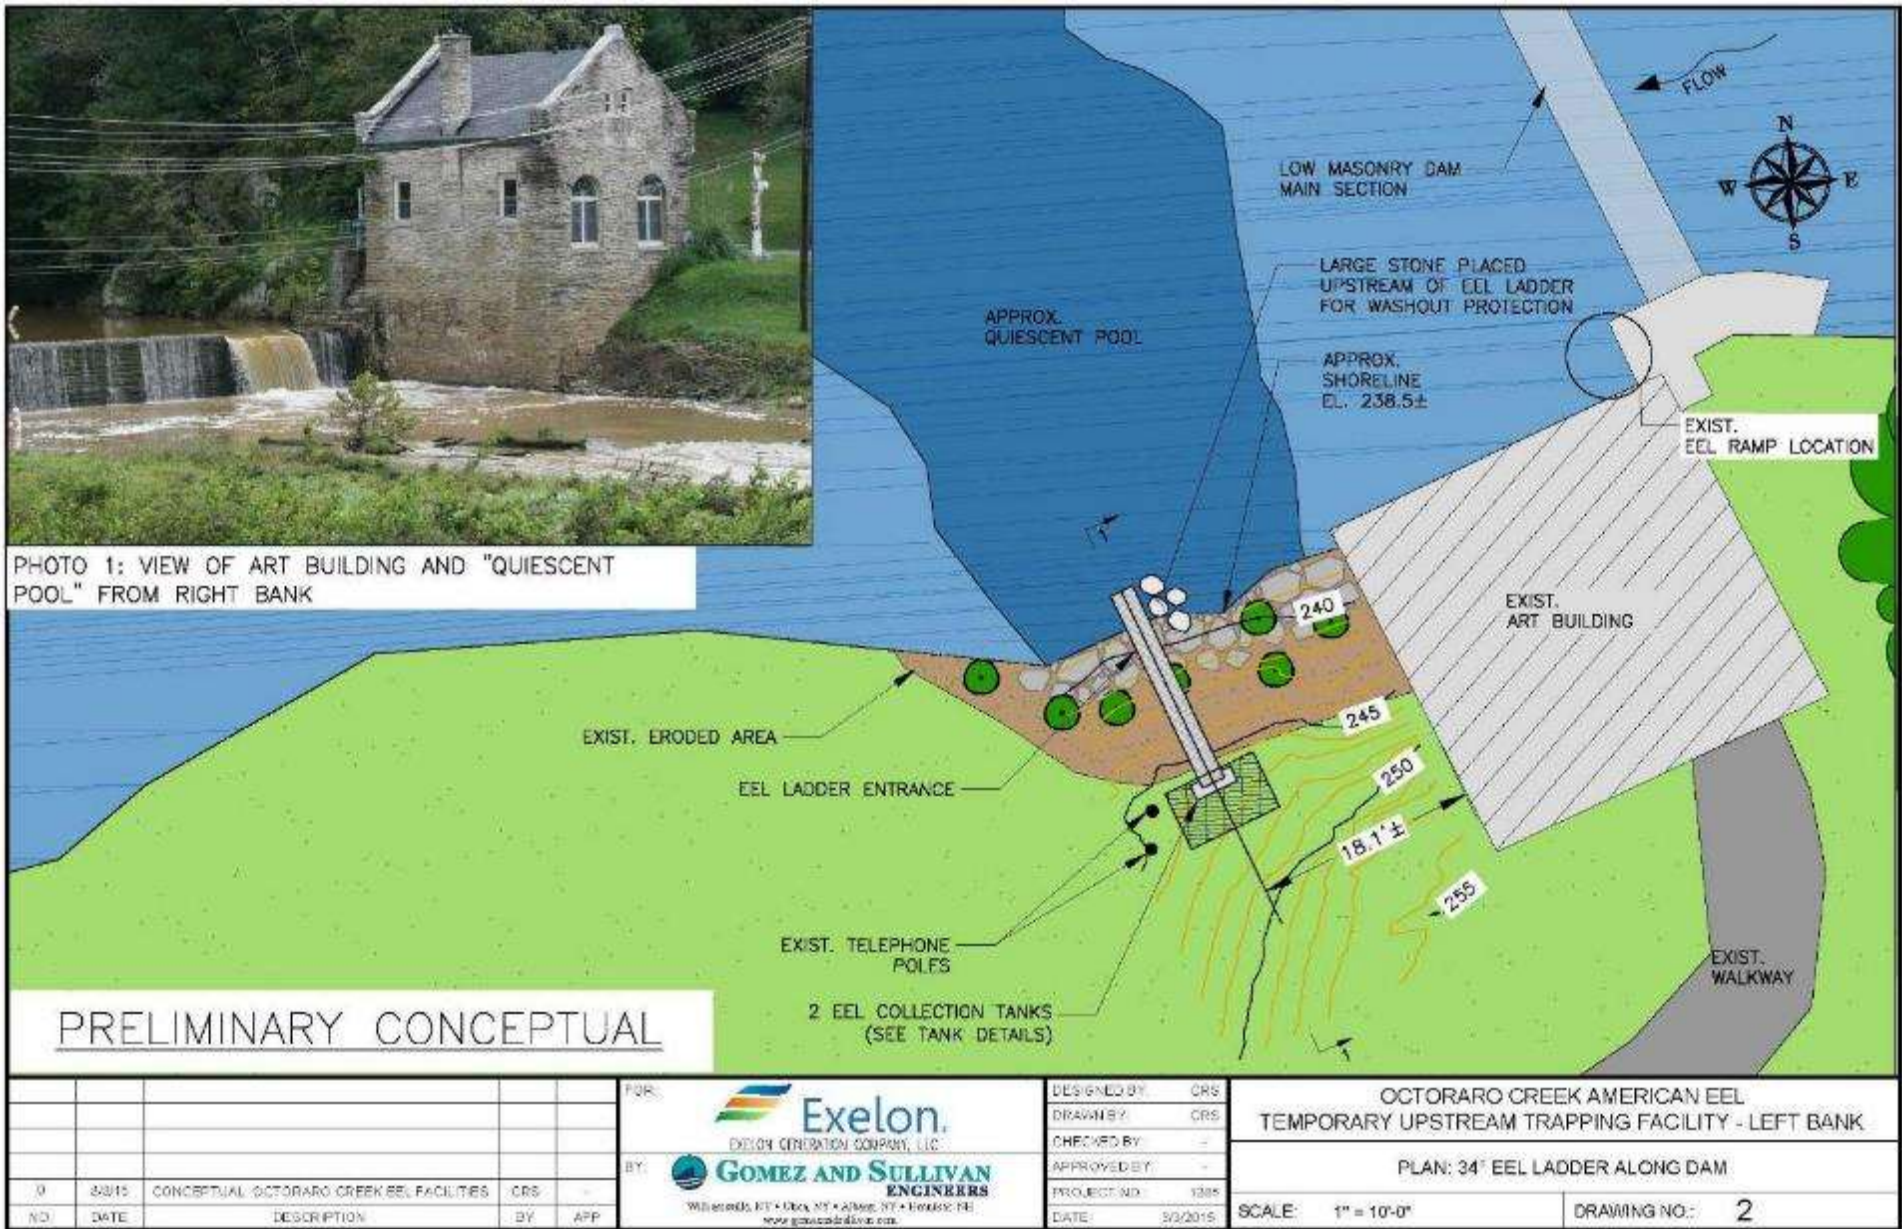 FLOW
N
W
E
S
LOW MASONRY DAM
MAIN SECTION
LARGE STONE PLACED
UPSTREAM OF EEL LADDER
FOR WASHOUT PROTECTION
APPROX.
QUIESCENT POOL
APPROX.
SHORELINE
EL. 238.5±
EXIST.
EEL RAMP LOCATION
PHOTO 1: VIEW OF ART BUILDING AND "QUIESCENT
POOL" FROM RIGHT BANK
240
EXIST.
ART BUILDING
EXIST. ERODED AREA
245
EEL LADDER ENTRANCE
250
18.1'±
255
EXIST. TELEPHONE
POLES
EXIST.
WALKWAY
2 EEL COLLECTION TANKS
(SEE TANK DETAILS)
PRELIMINARY CONCEPTUAL
0 CONCEPTUAL OCTORARO CREEK EEL FACILITIES CRS -
NO. DATE DESCRIPTION BY APP
FOR:
Exelon.
EXELON GENERATION COMPANY, LLC
BY:
GOMEZ AND SULLIVAN
ENGINEERS
DESIGNED BY: CRS
DRAWN BY: CRS
CHECKED BY: -
APPROVED BY: -
PROJECT NO.
DATE: 3/3/2015
OCTORARO CREEK AMERICAN EEL
TEMPORARY UPSTREAM TRAPPING FACILITY - LEFT BANK
PLAN: 34° EEL LADDER ALONG DAM
SCALE: 1" = 10'-0"
DRAWING NO.: 2